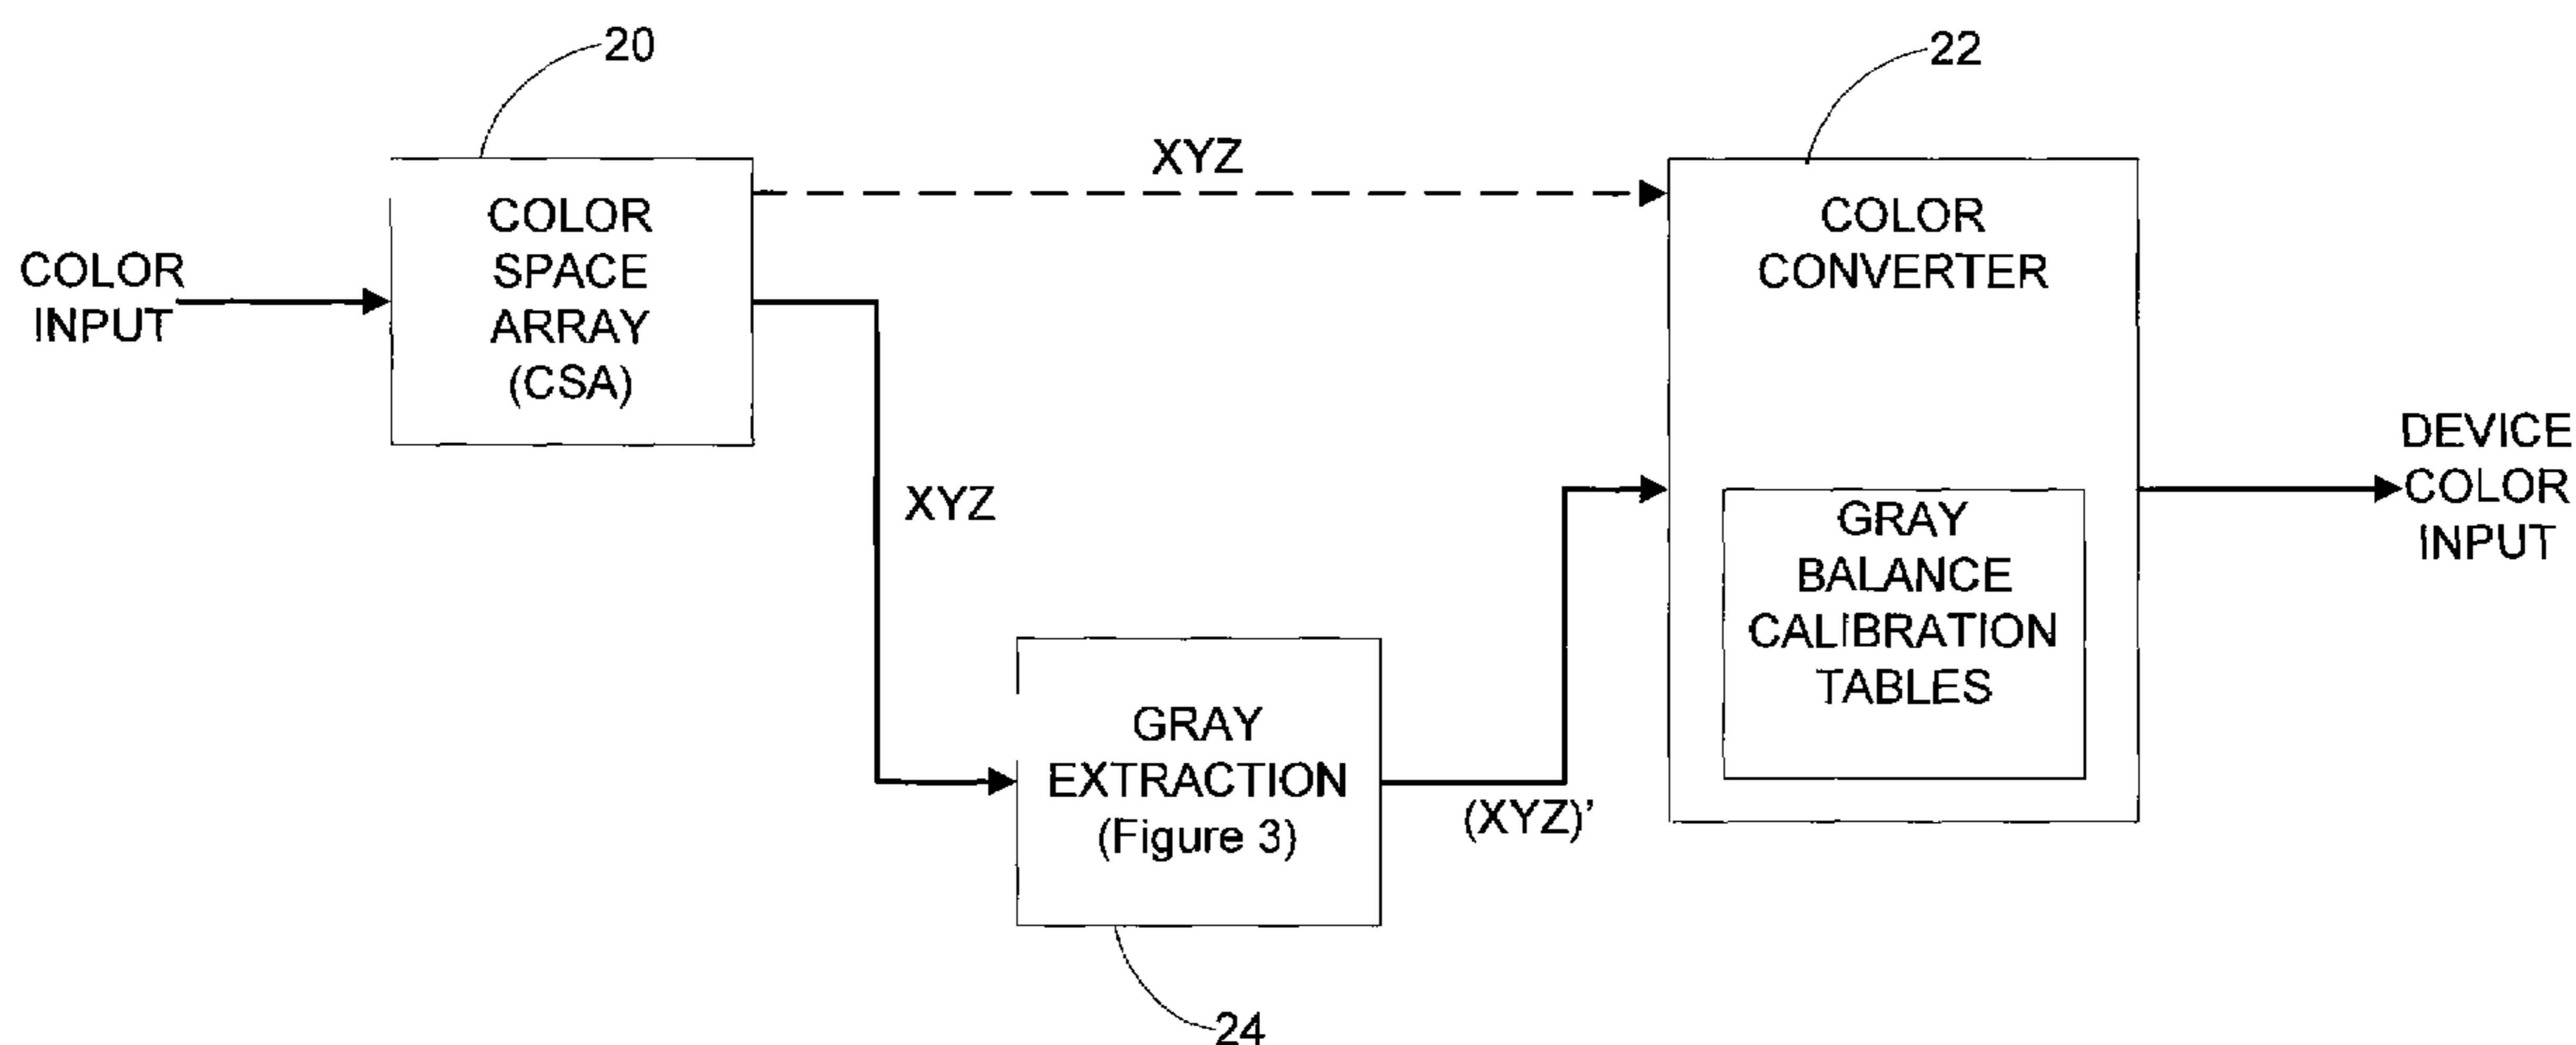 20
22
XYZ
COLOR
SPACE
ARRAY
(CSA)
COLOR
INPUT
COLOR
CONVERTER
XYZ
GRAY
BALANCE
CALIBRATION
TABLES
DEVICE
COLOR
INPUT
GRAY
EXTRACTION
(Figure 3)
(XYZ)’
24